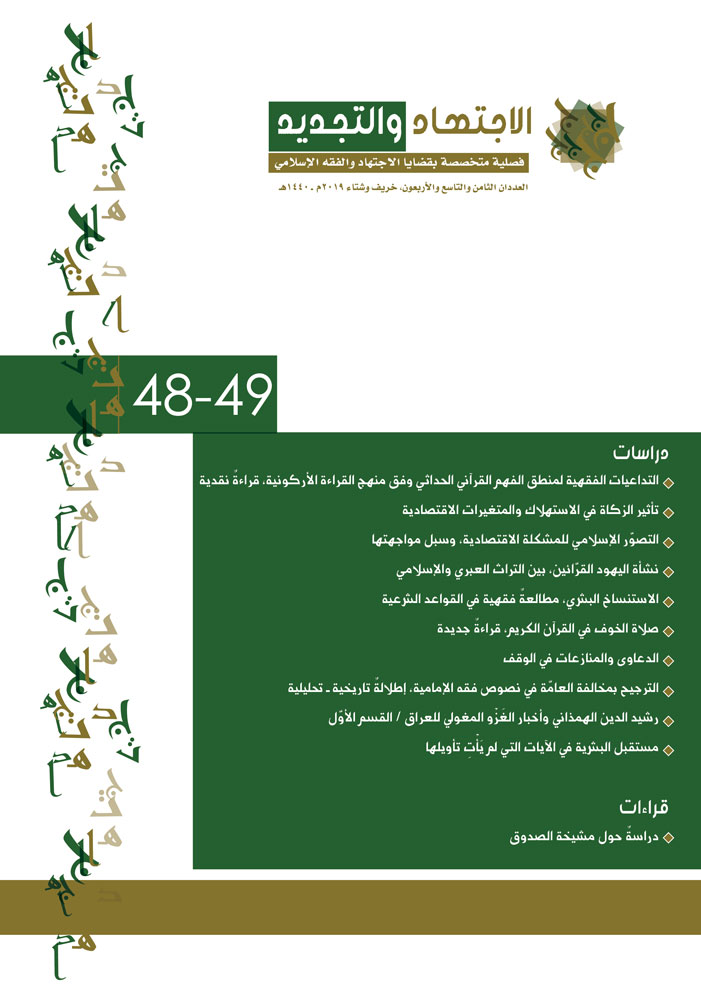 الاجتهاد والتجديد
فصلية متخصصة بقضايا الاجتهاد والفقه الإسلامي
العددان الثامن والتاسع والأربعون، خريف وشتاء ٢٠١٩م ـ ١٤٤٠هـ
48-49
دراسات
التداعيات الفقهية لمنطق الفهم القرآني الحداثي وفق منهج القراءة الأركونية، قراءةٌ نقدية
تأثير الزكاة في الاستهلاك والمتغيرات الاقتصادية
التصوّر الإسلامي للمشكلة الاقتصادية، وسبل مواجهتها
نشأة اليهود القرّائين، بين التراث العبري والإسلامي
الاستنساخ البشري، مطالعةٌ فقهية في القواعد الشرعية
صلاة الخوف في القرآن الكريم، قراءةٌ جديدة
الدعاوى والمنازعات في الوقف
الترجيح بمخالفة العامّة في نصوص فقه الإمامية، إطلالةٌ تاريخية ـ تحليلية
رشيد الدين الهمذاني وأخبار الغَزْو المغولي للعراق / القسم الأوّل
مستقبل البشرية في الآيات التي لم يَأْتِ تأويلها
قراءات
دراسةٌ حول مشيخة الصدوق